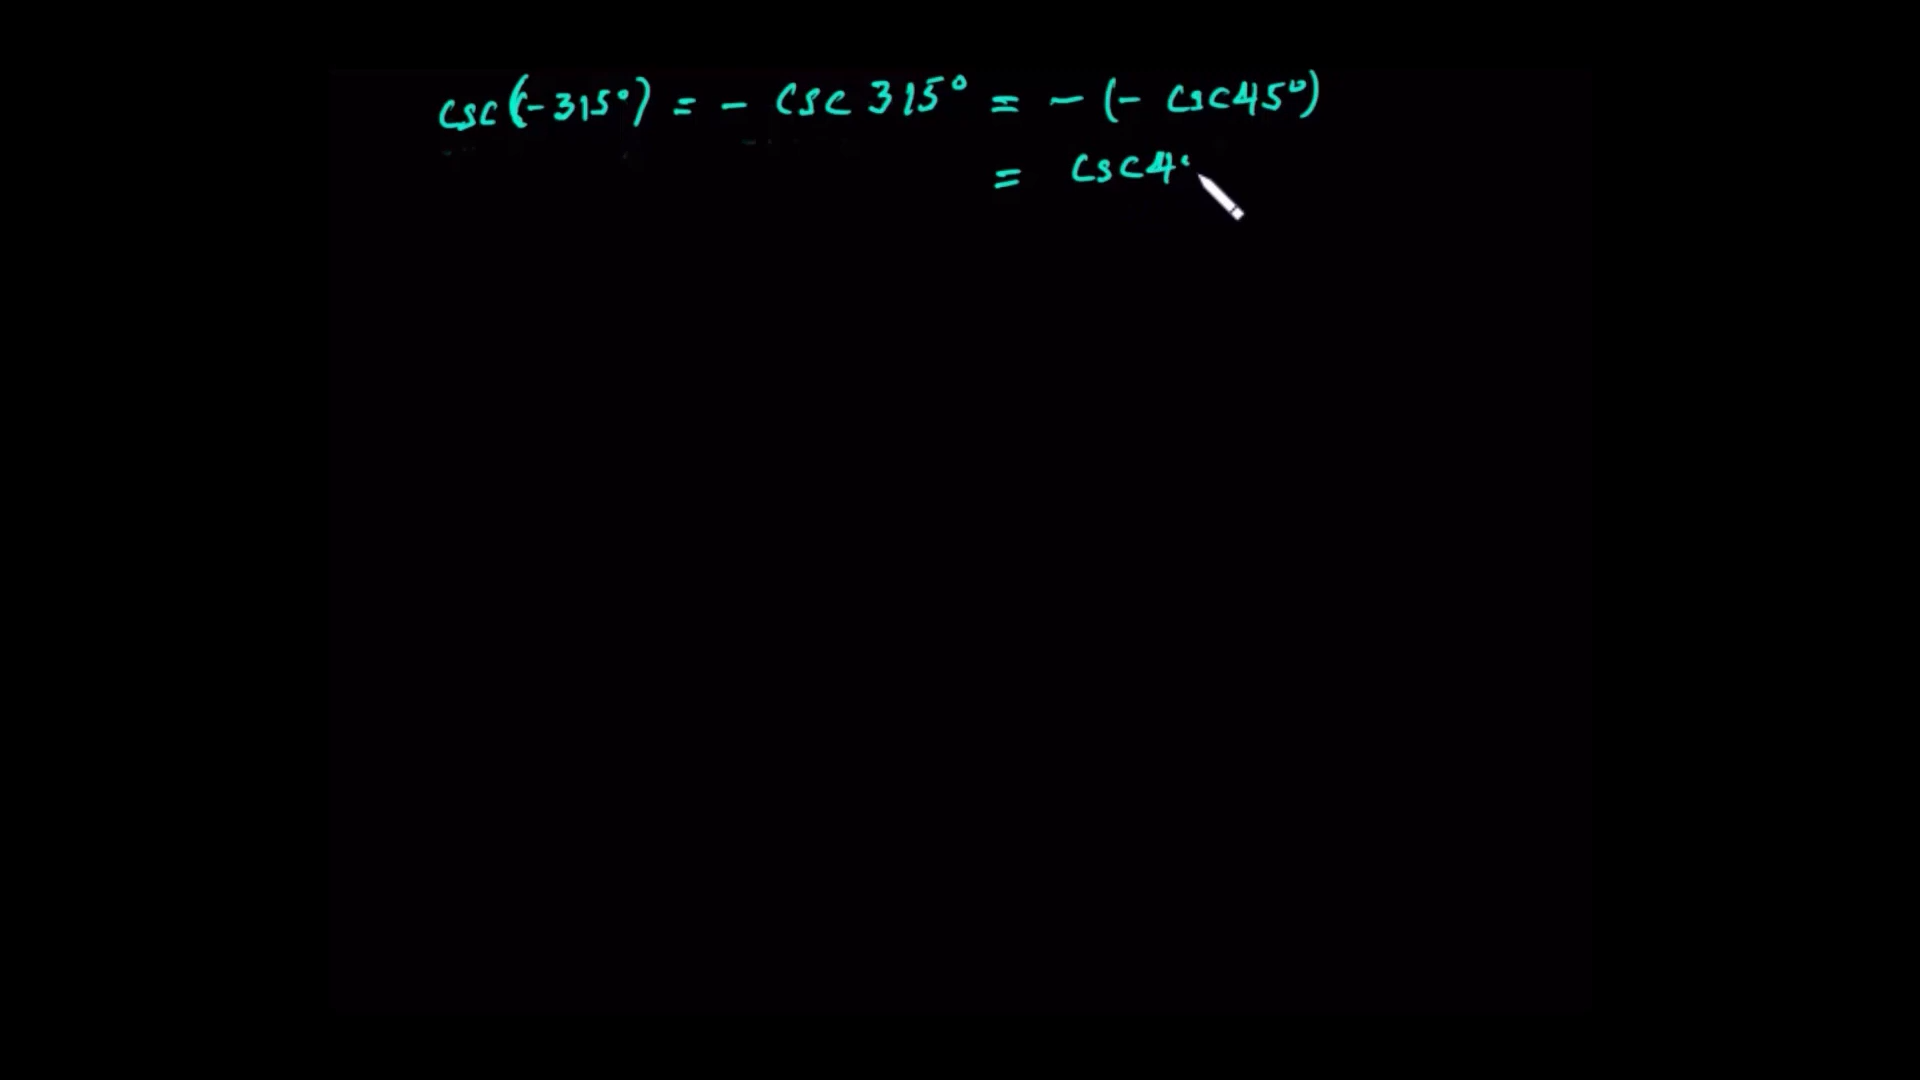 csc(-315°) = - csc 315° = - (- csc45°)
= csc4